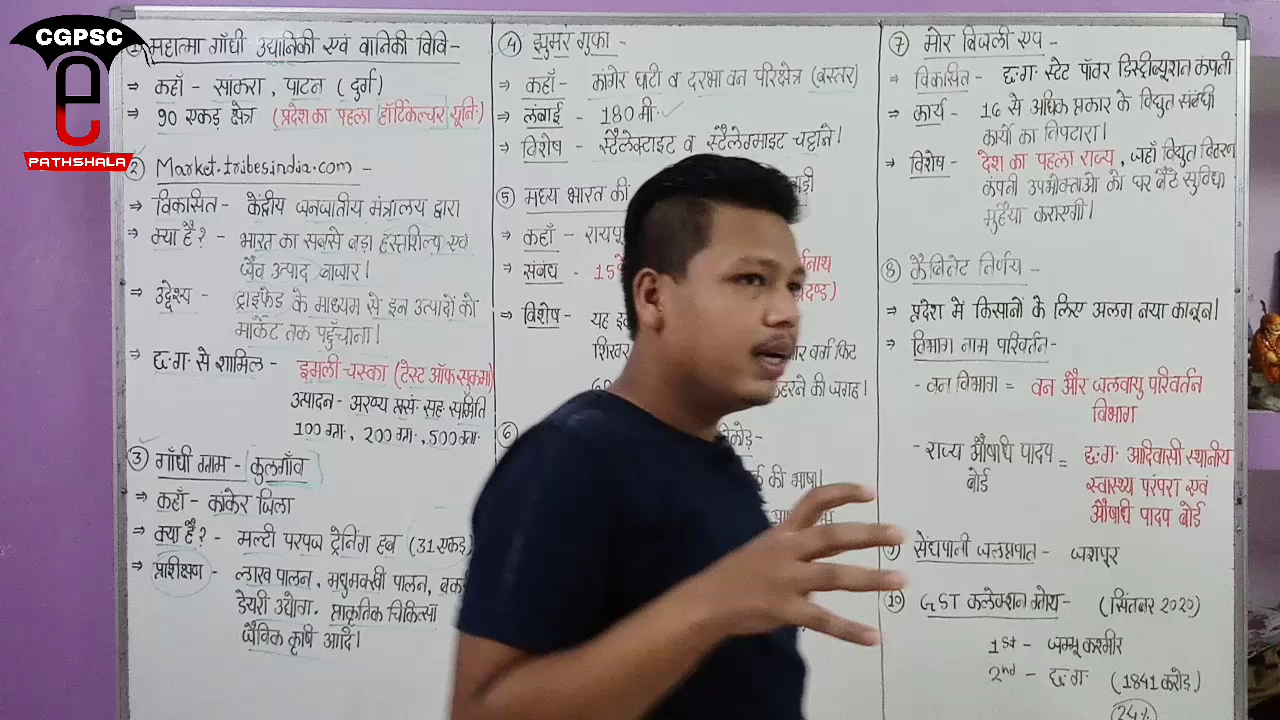 CGPSC
e
PATHSHALA
① महात्मा गाँधी उद्यानिकी एवं वानिकी विवि -
⇒ कहाँ - सांकरा, पाटन (दुर्ग)
⇒ 90 एकड़ क्षेत्र (प्रदेश का पहला हॉर्टिकल्चर यूनि.)
② Market.tribesindia.com -
⇒ विकसित - केंद्रीय जनजातीय मंत्रालय द्वारा
⇒ क्या है? - भारत का सबसे बड़ा हस्तशिल्प एवं
जैव उत्पाद बाजार।
⇒ उद्देश्य - ट्राइफेड के माध्यम से इन उत्पादों को
मार्केट तक पहुँचाना।
⇒ छ.ग. से शामिल - इमली चस्का (टेस्ट ऑफ सुकमा)
उत्पादन - अरण्य प्रसं. सह. समिति
100 ग्रा., 200 ग्रा., 500 ग्रा.
③ गाँधी ग्राम - कुलगाँव
⇒ कहाँ - कांकेर जिला
⇒ क्या है? - मल्टी परपज ट्रेनिंग हब (31 एकड़)
⇒ प्रशिक्षण - लाख पालन, मधुमक्खी पालन,
डेयरी उद्योग, प्राकृतिक चिकित्सा
जैविक कृषि आदि।
④ झुमर गुफा -
⇒ कहाँ - कांगेर घाटी व दरभा वन परिक्षेत्र (बस्तर)
⇒ लंबाई - 180 मी.
⇒ विशेष - स्टैलेक्टाइट व स्टैलेग्माइट चट्टानें।
⑤ मध्य भारत की
⇒ कहाँ -
⇒ संबंध - 15
⇒ विशेष - यह
वर्ग फिट
ठहरने की जगह।
⑥
की भाषा।
⑦ मोर बिजली एप -
⇒ विकसित - छ.ग. स्टेट पॉवर डिस्ट्रीब्यूशन कंपनी
⇒ कार्य - 16 से अधिक प्रकार के विद्युत संबंधी
कार्यों का निपटारा।
⇒ विशेष - देश का पहला राज्य, जहाँ विद्युत वितरण
कंपनी उपभोक्ताओं को घर बैठे सुविधा
मुहैया कराएगी।
⑧ कैबिनेट निर्णय -
⇒ प्रदेश में किसानों के लिए अलग नया कानून।
⇒ विभाग नाम परिवर्तन -
- वन विभाग = वन और जलवायु परिवर्तन
विभाग
- राज्य औषधि पादप बोर्ड = छ.ग. आदिवासी स्थानीय
स्वास्थ्य परंपरा एवं
औषधि पादप बोर्ड
⑨ सेंधपानी जलप्रपात - जशपुर
⑩ GST कलेक्शन ग्रोथ - (सितंबर 2020)
1st - जम्मू कश्मीर
2nd - छ.ग. (1841 करोड़)
24%